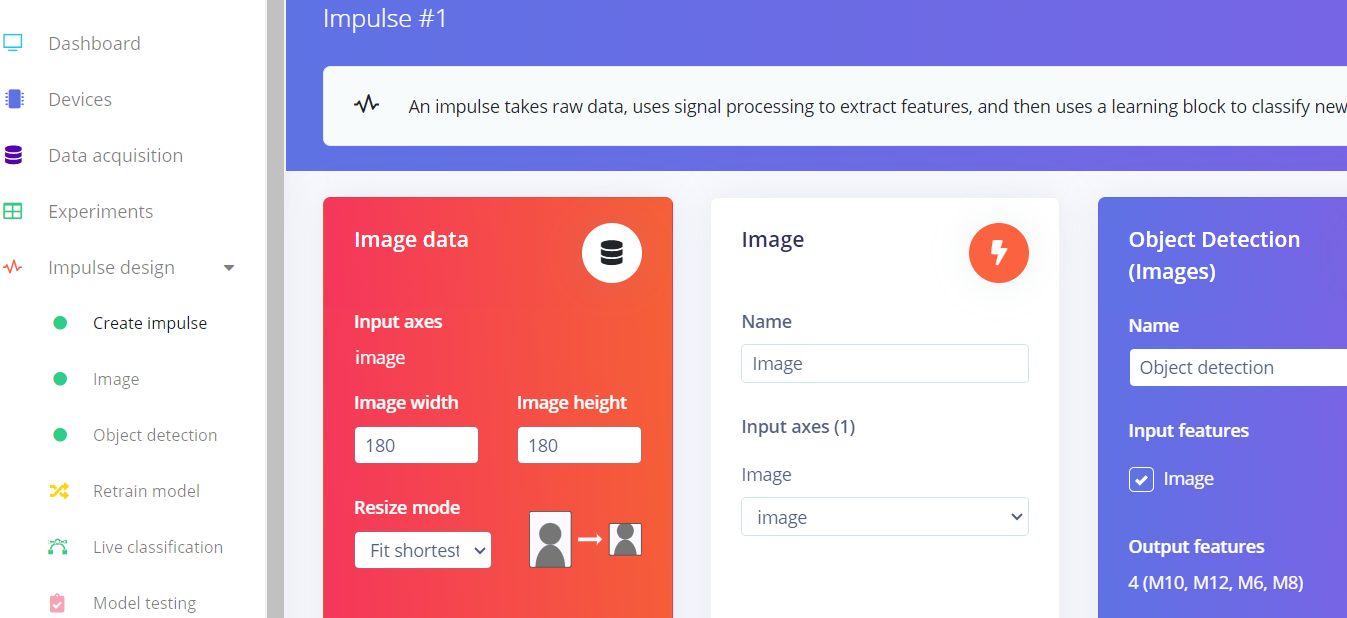 Dashboard
Devices
Data acquisition
Experiments
Impulse design
Create impulse
Image
Object detection
Retrain model
Live classification
Model testing
Impulse #1
An impulse takes raw data, uses signal processing to extract features, and then uses a learning block to classify new
Image data
Input axes
image
Image width
Image height
180
180
Resize mode
Fit shortest
Image
Name
Image
Input axes (1)
Image
image
Object Detection
(Images)
Name
Object detection
Input features
Image
Output features
4 (M10, M12, M6, M8)